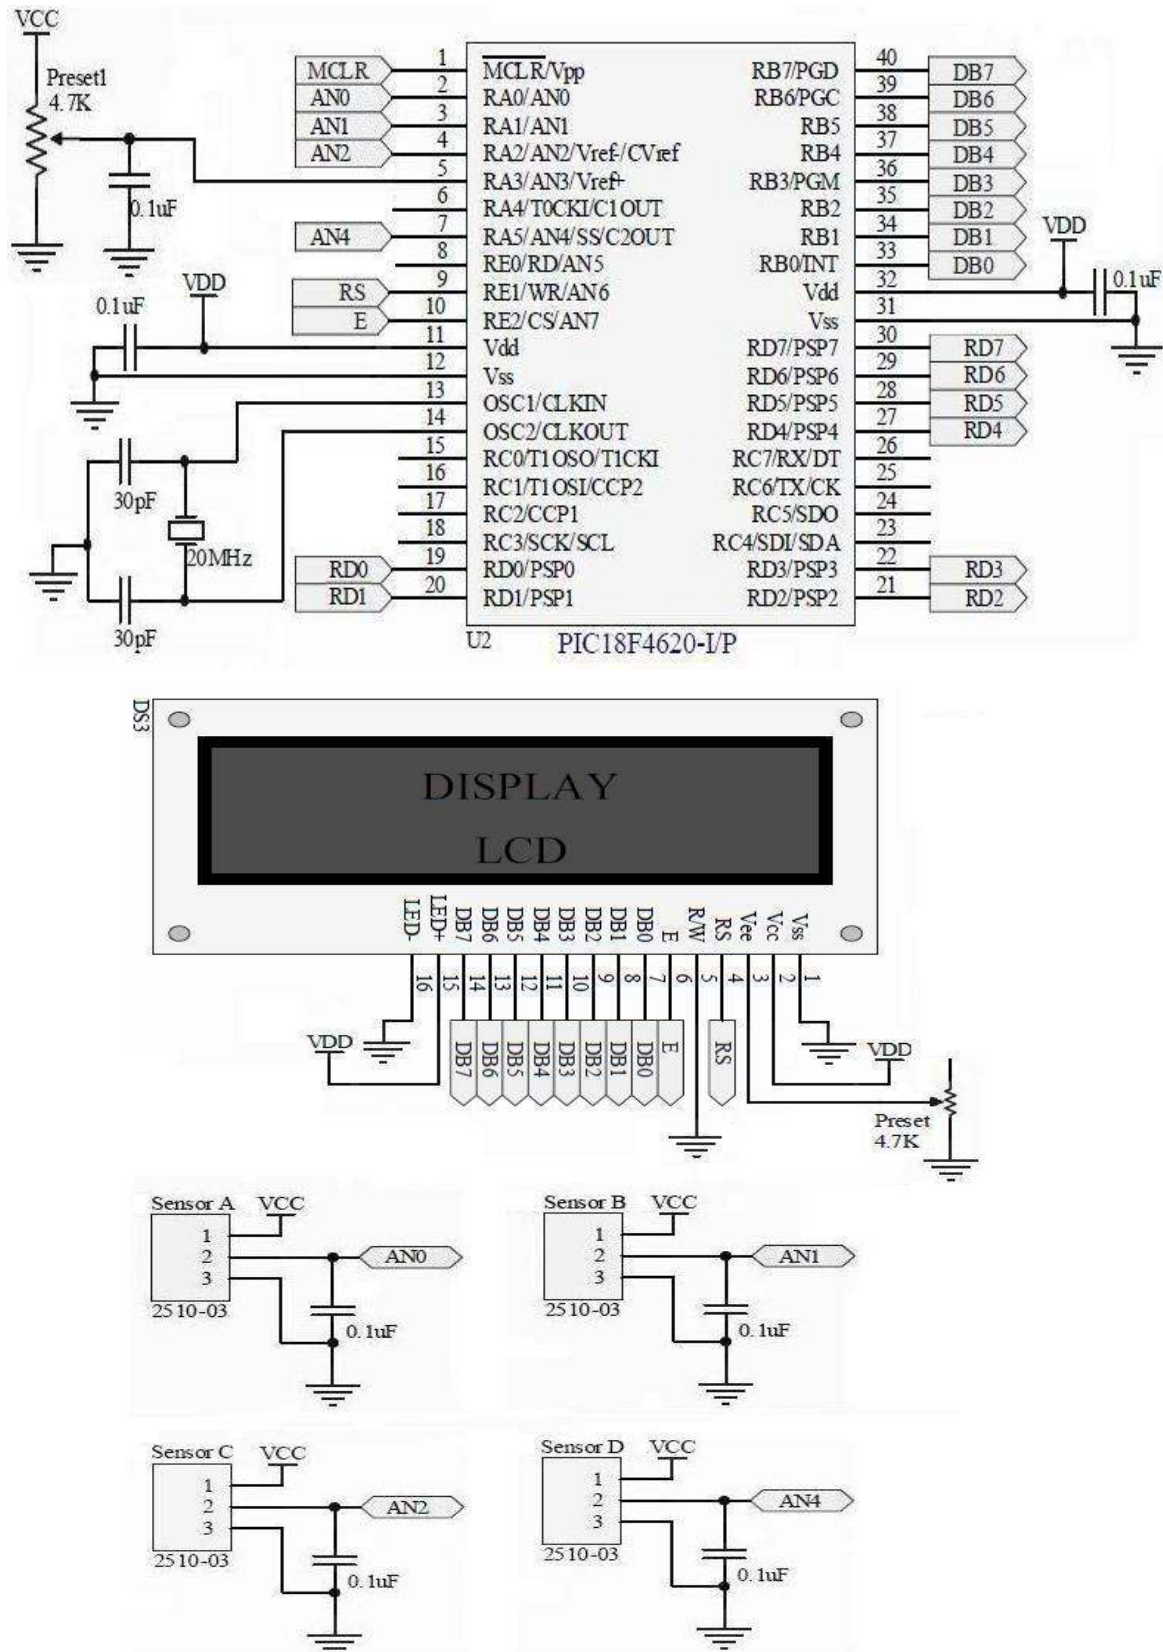 VCC
Preset1
4.7K
0.1uF
MCLR 1 MCLR/Vpp RB7/PGD 40 DB7
AN0 2 RA0/AN0 RB6/PGC 39 DB6
AN1 3 RA1/AN1 RB5 38 DB5
AN2 4 RA2/AN2/Vref-/CVref RB4 37 DB4
5 RA3/AN3/Vref+ RB3/PGM 36 DB3
6 RA4/T0CKI/C1OUT RB2 35 DB2
AN4 7 RA5/AN4/SS/C2OUT RB1 34 DB1
8 RE0/RD/AN5 RB0/INT 33 DB0
RS 9 RE1/WR/AN6 Vdd 32
E 10 RE2/CS/AN7 Vss 31
11 Vdd RD7/PSP7 30 RD7
12 Vss RD6/PSP6 29 RD6
13 OSC1/CLKIN RD5/PSP5 28 RD5
14 OSC2/CLKOUT RD4/PSP4 27 RD4
15 RC0/T1OSO/T1CKI RC7/RX/DT 26
16 RC1/T1OSI/CCP2 RC6/TX/CK 25
17 RC2/CCP1 RC5/SDO 24
18 RC3/SCK/SCL RC4/SDI/SDA 23
RD0 19 RD0/PSP0 RD3/PSP3 22 RD3
RD1 20 RD1/PSP1 RD2/PSP2 21 RD2
VDD
0.1uF
VDD
0.1uF
30pF
20MHz
30pF
U2 PIC18F4620-I/P
DS3
DISPLAY
LCD
LED- LED+ DB7 DB6 DB5 DB4 DB3 DB2 DB1 DB0 E R/W RS Vee Vcc Vss
16 15 14 13 12 11 10 9 8 7 6 5 4 3 2 1
VDD DB7 DB6 DB5 DB4 DB3 DB2 DB1 DB0 E RS VDD
Preset
4.7K
Sensor A VCC
1
2 AN0
3
2510-03 0.1uF
Sensor B VCC
1
2 AN1
3
2510-03 0.1uF
Sensor C VCC
1
2 AN2
3
2510-03 0.1uF
Sensor D VCC
1
2 AN4
3
2510-03 0.1uF